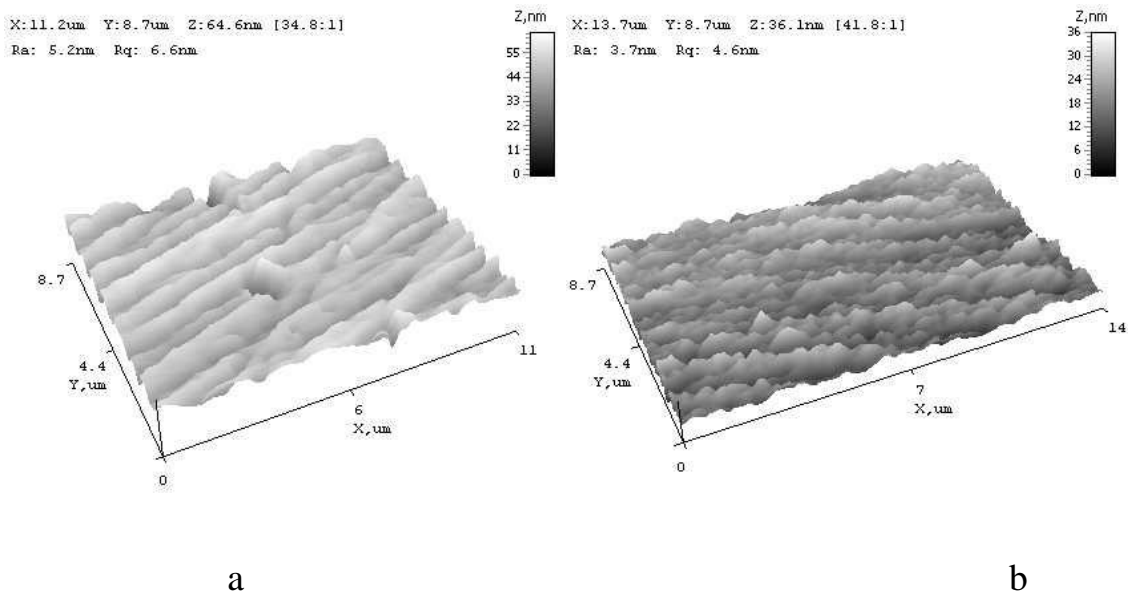 X:11.2um Y:8.7um Z:64.6nm [34.8:1]
Ra: 5.2nm Rq: 6.6nm
Z,nm
55
44
33
22
11
0
8.7
4.4
Y,um
0
6
X,um
11
a
X:13.7um Y:8.7um Z:36.1nm [41.8:1]
Ra: 3.7nm Rq: 4.6nm
Z,nm
36
30
24
18
12
6
0
8.7
4.4
Y,um
0
7
X,um
14
b